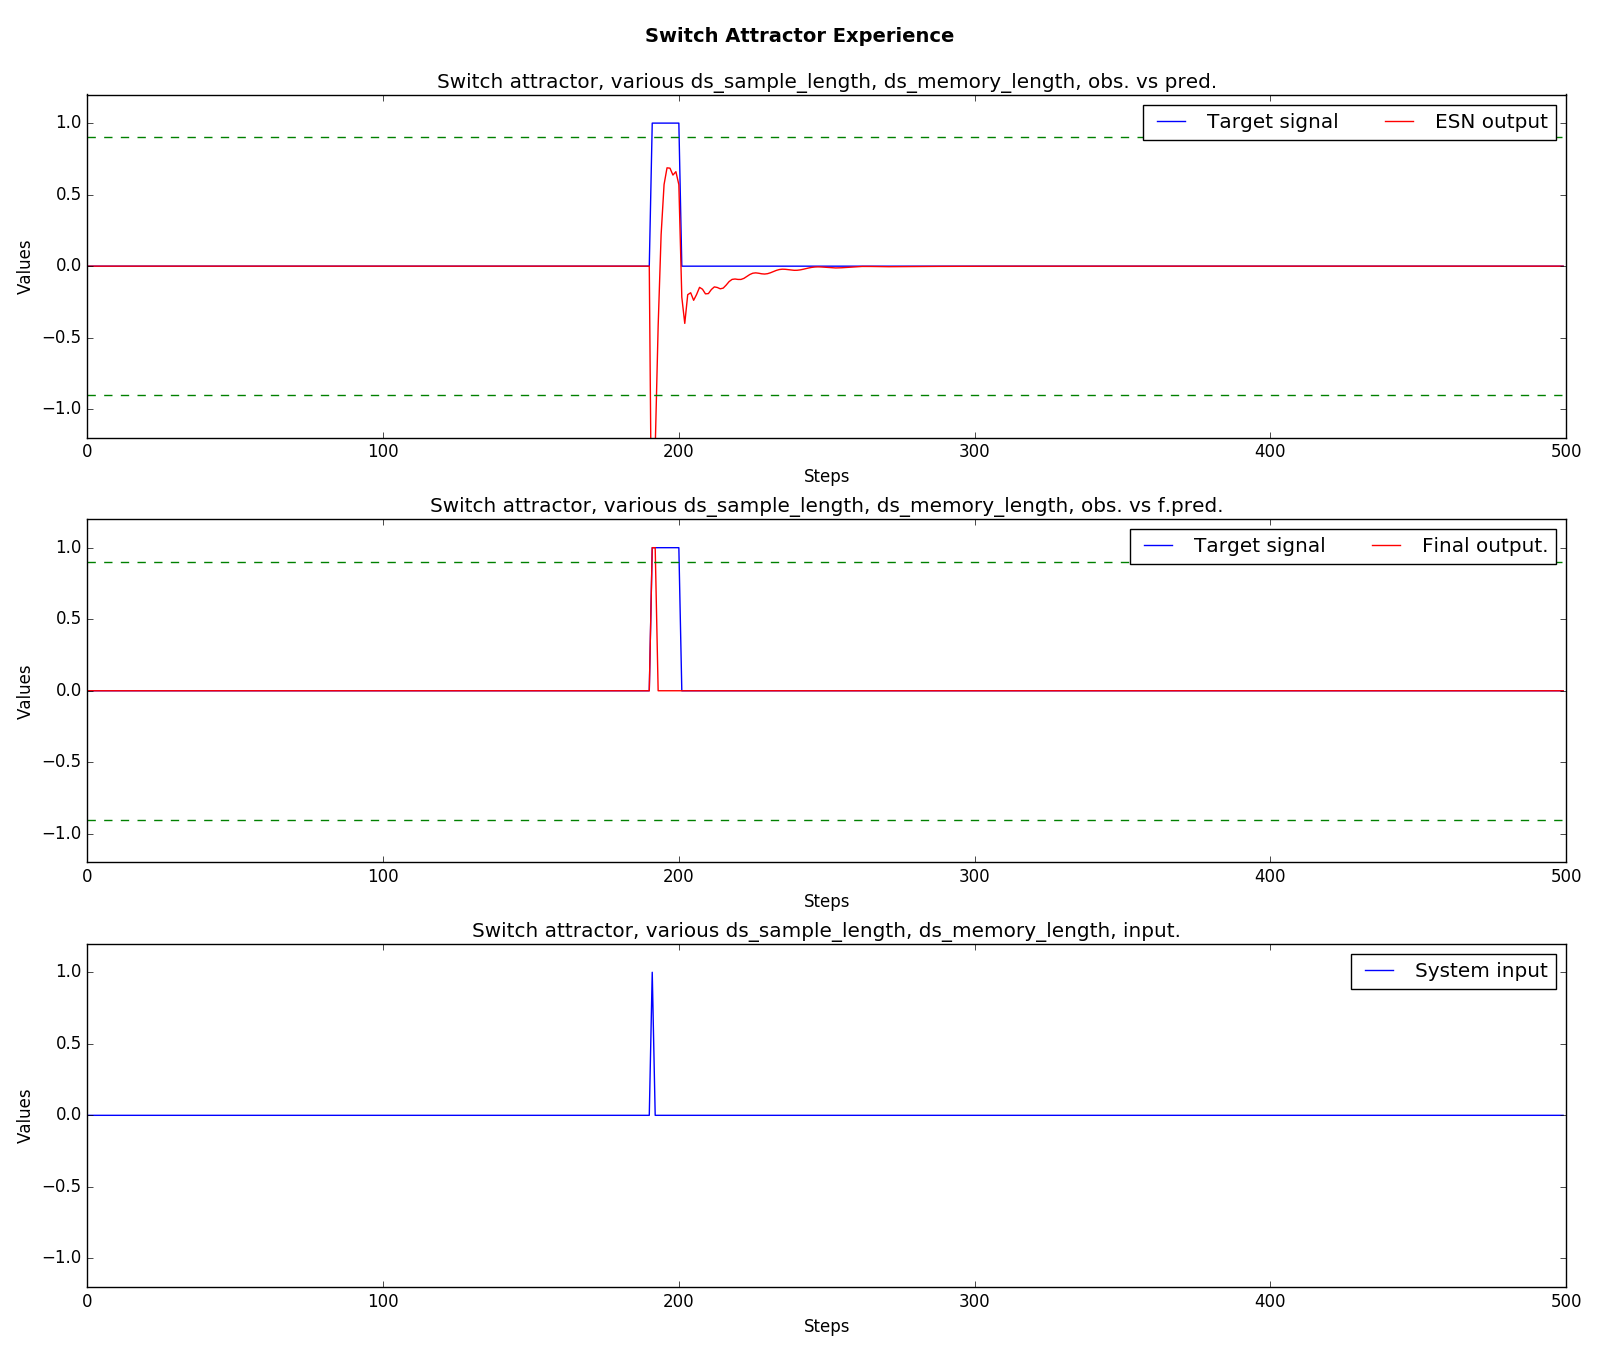 Switch Attractor Experience
Switch attractor, various ds_sample_length, ds_memory_length, obs. vs pred.
Target signal ESN output
1.0
0.5
0.0
−0.5
−1.0
Values
0 100 200 300 400 500
Steps
Switch attractor, various ds_sample_length, ds_memory_length, obs. vs f.pred.
Target signal Final output.
1.0
0.5
0.0
−0.5
−1.0
Values
0 100 200 300 400 500
Steps
Switch attractor, various ds_sample_length, ds_memory_length, input.
System input
1.0
0.5
0.0
−0.5
−1.0
Values
0 100 200 300 400 500
Steps